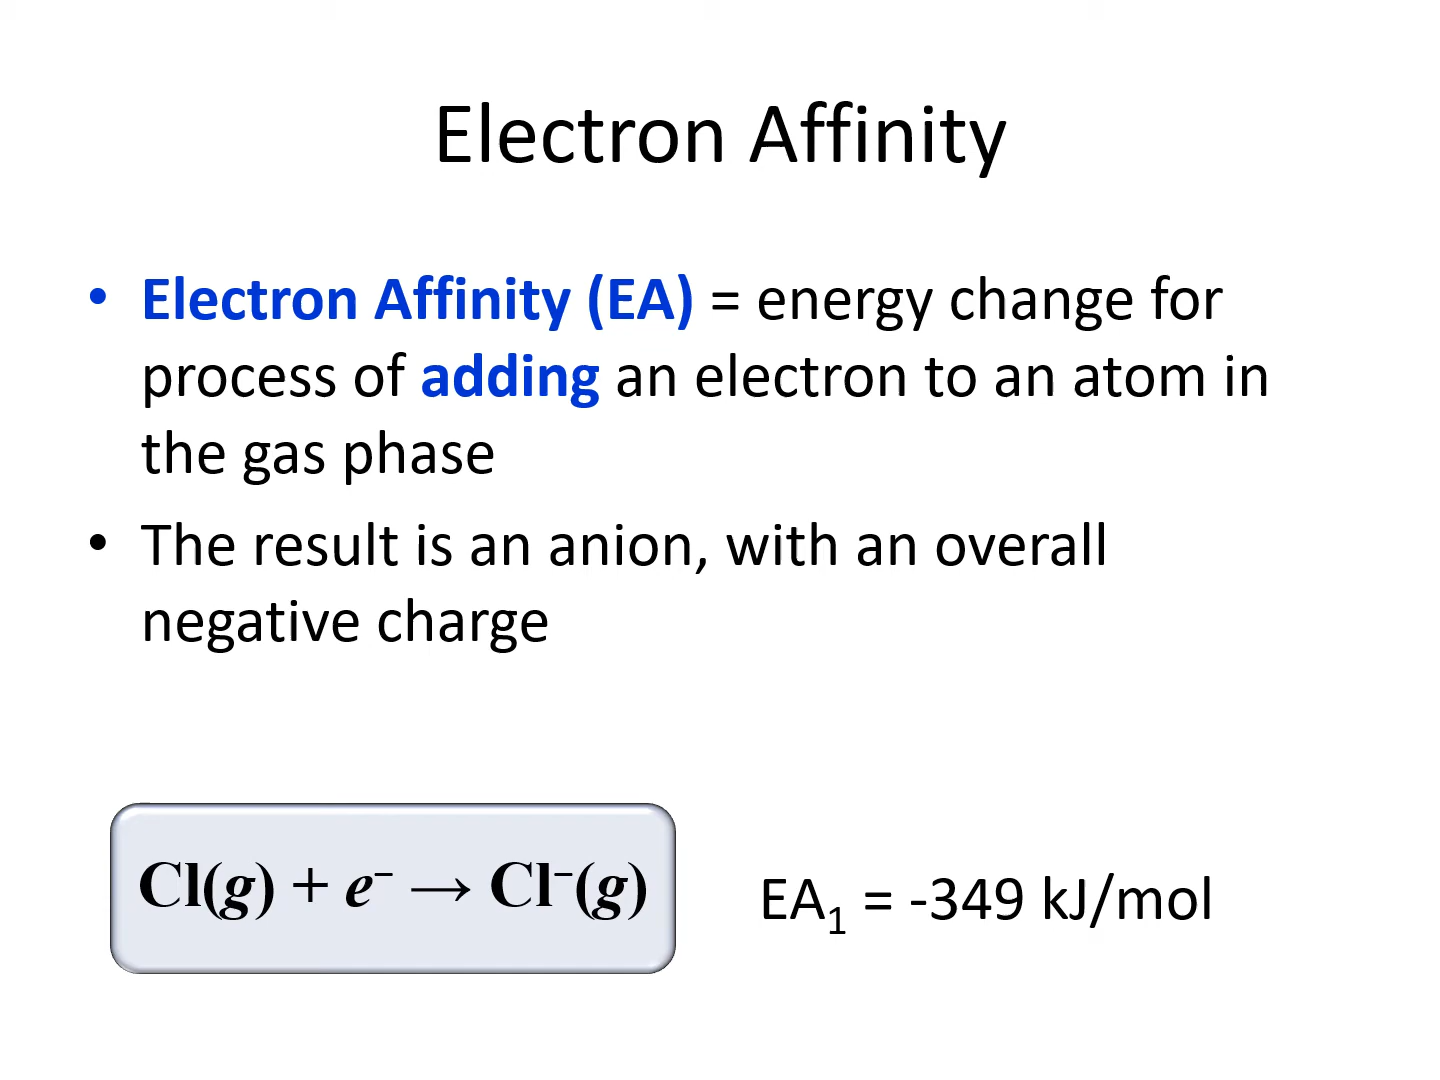 Electron Affinity
• Electron Affinity (EA) = energy change for
process of adding an electron to an atom in
the gas phase
• The result is an anion, with an overall
negative charge
Cl(g) + e⁻ → Cl⁻(g)
EA₁ = -349 kJ/mol